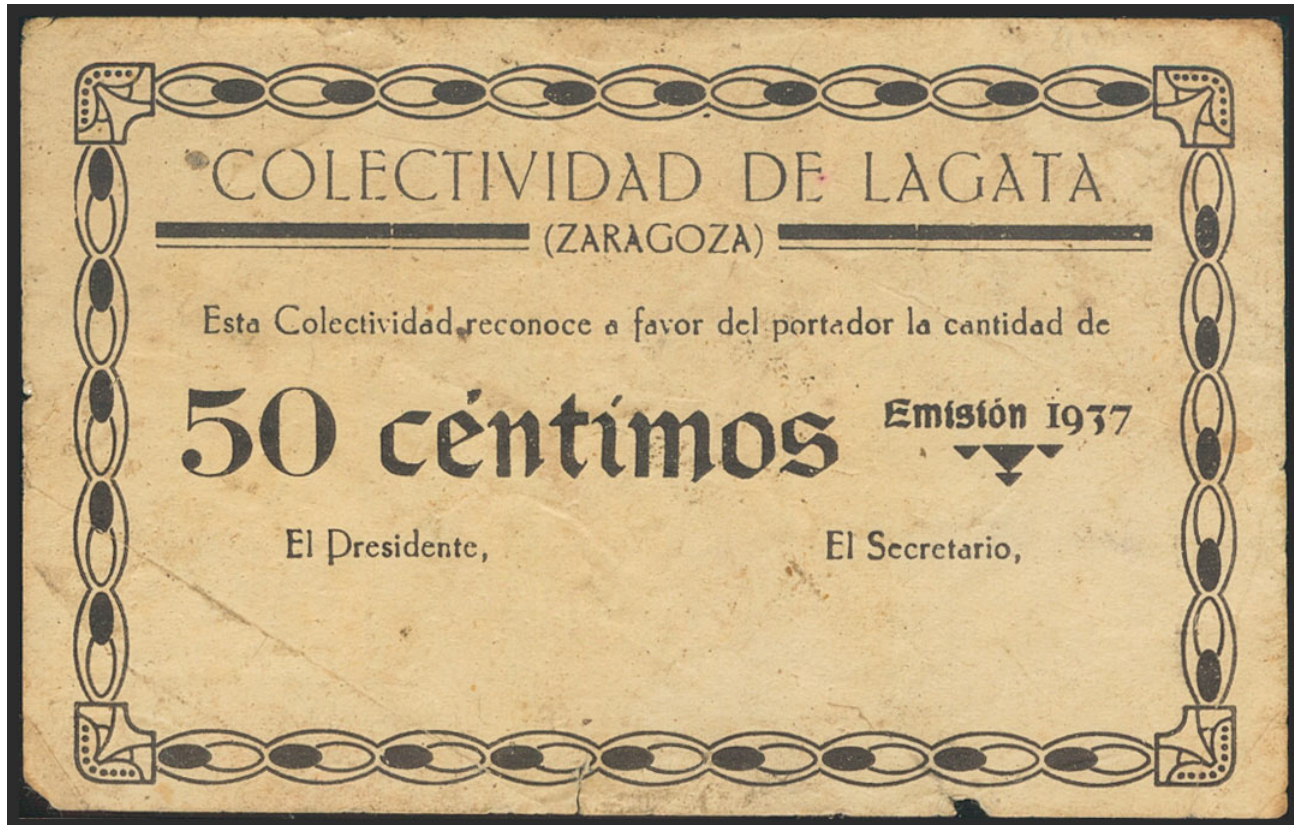 COLECTIVIDAD DE LAGATA
(ZARAGOZA)
Esta Colectividad reconoce a favor del portador la cantidad de
50 céntimos
Emisión 1937
El Presidente,
El Secretario,